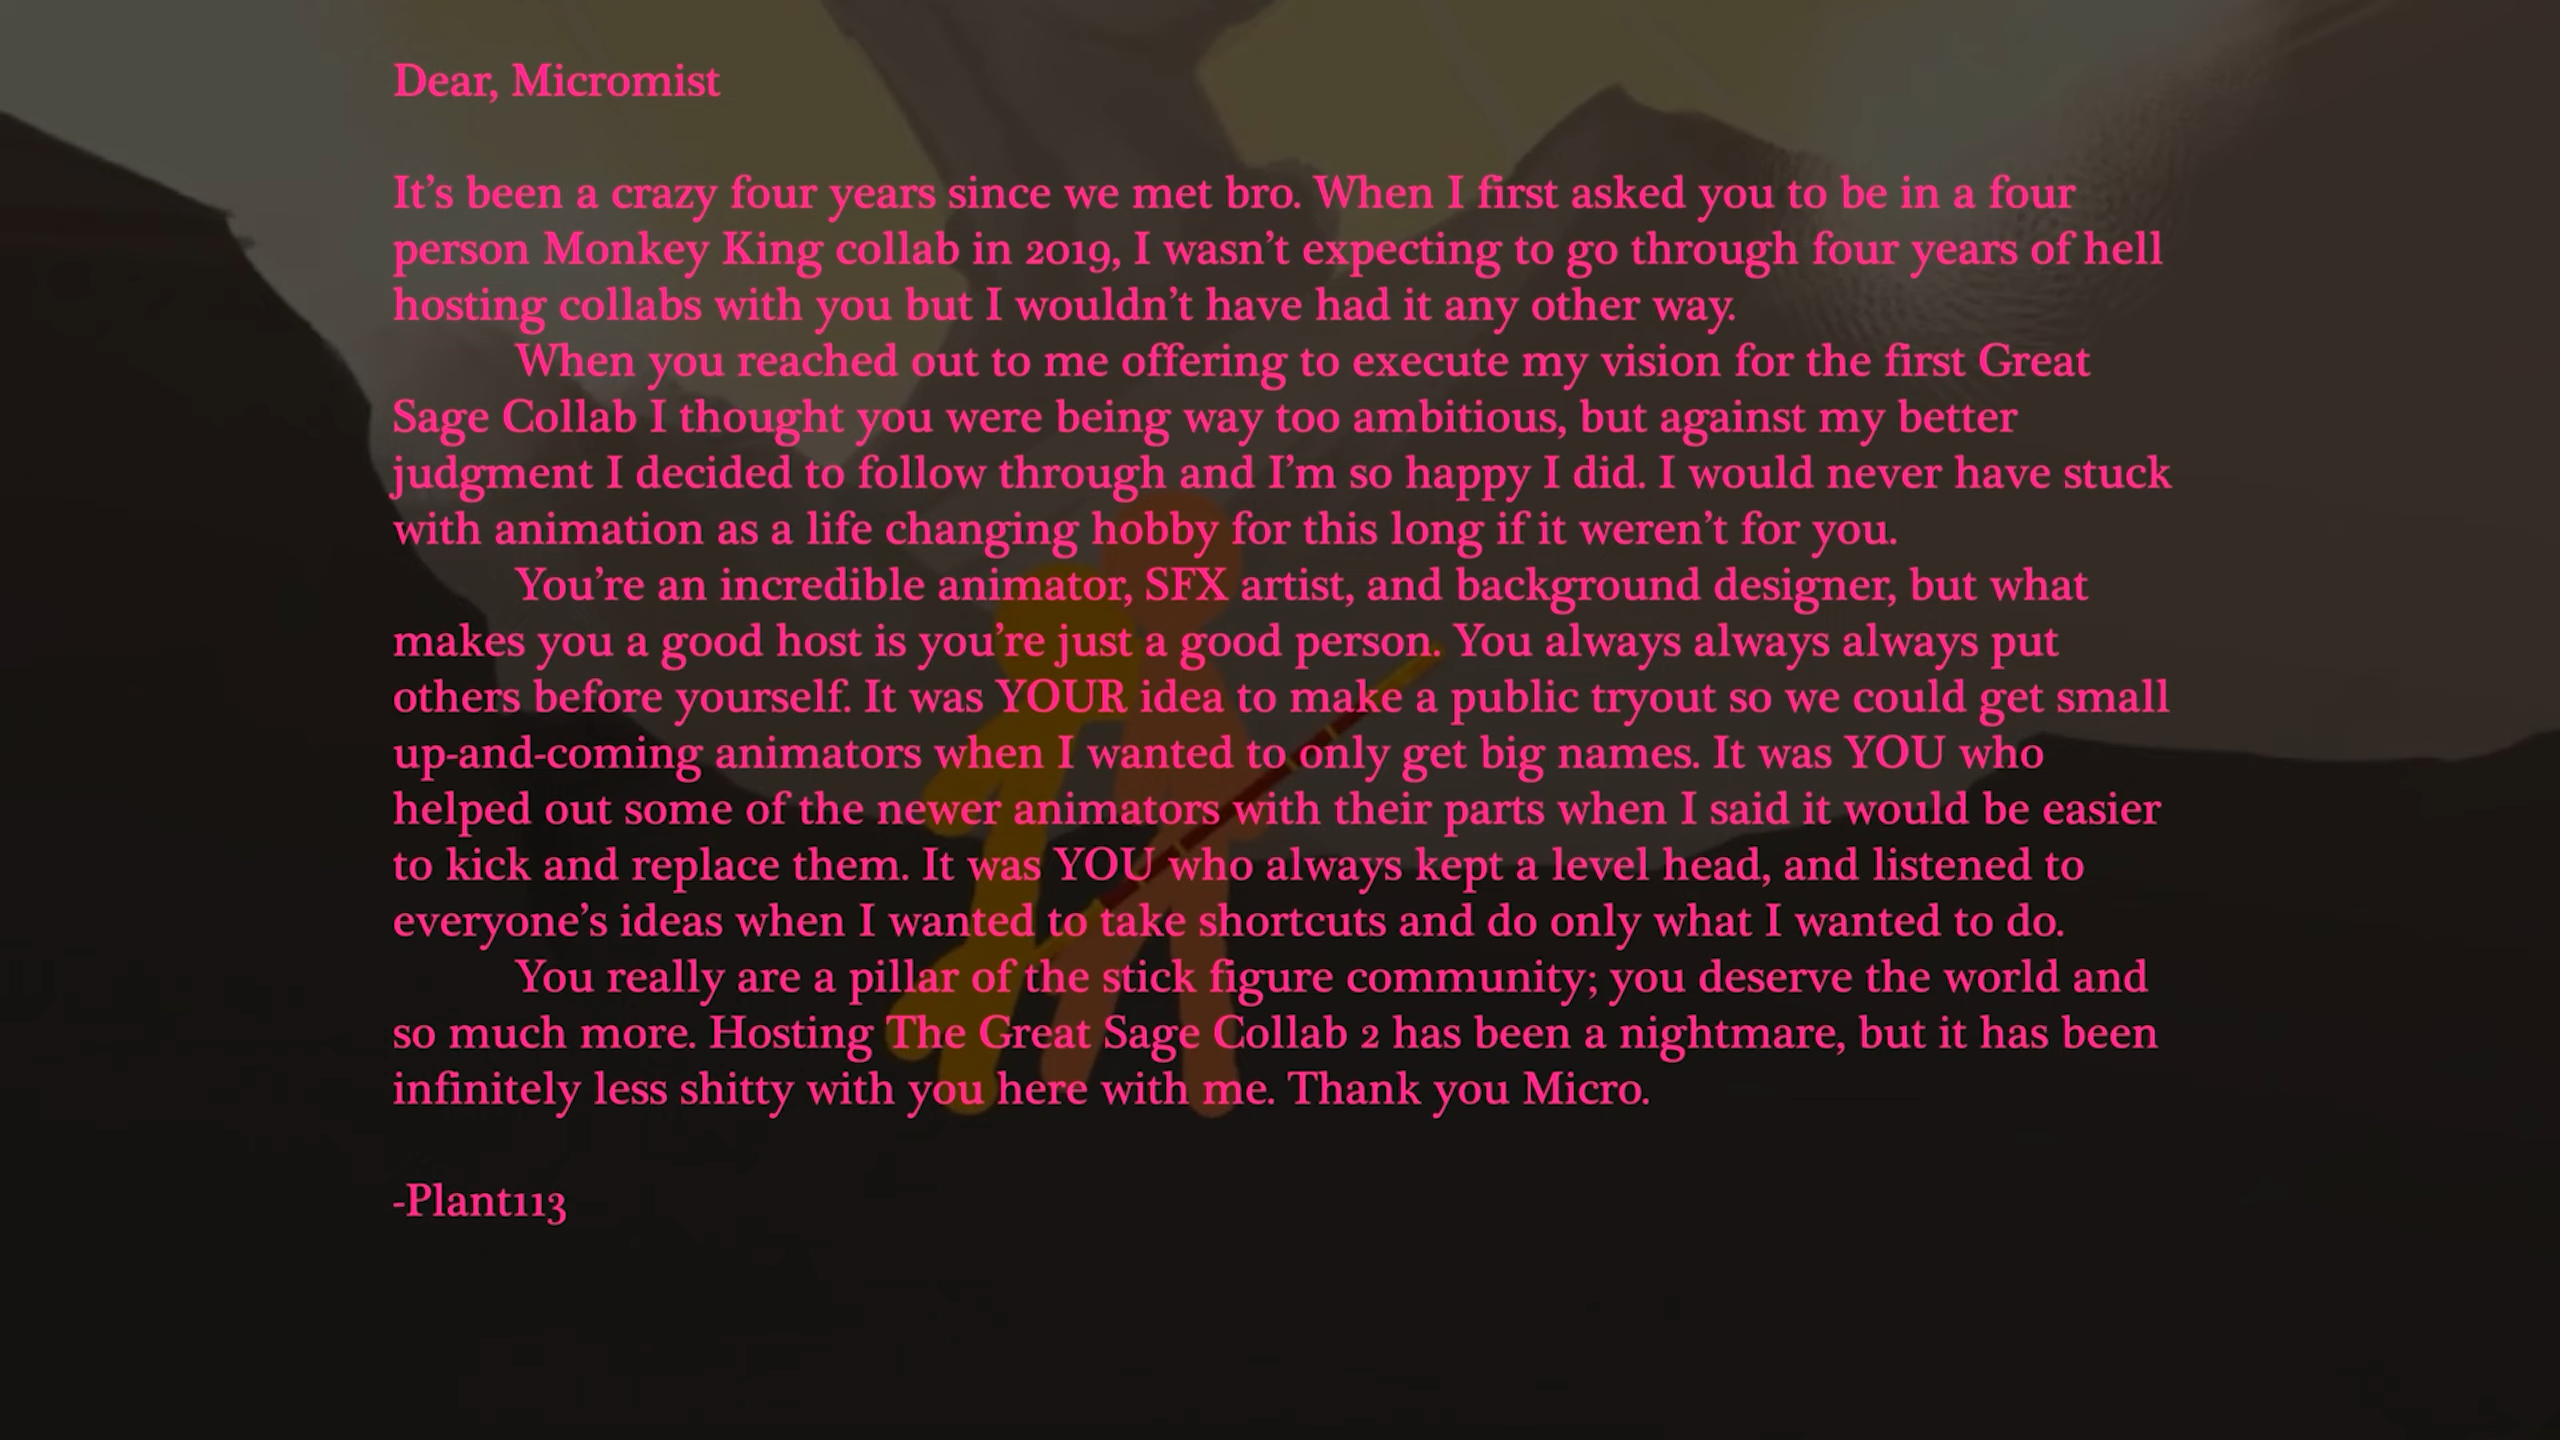 Dear, Micromist
It's been a crazy four years since we met bro. When I first asked you to be in a four
person Monkey King collab in 2019, I wasn't expecting to go through four years of hell
hosting collabs with you but I wouldn't have had it any other way.
When you reached out to me offering to execute my vision for the first Great
Sage Collab I thought you were being way too ambitious, but against my better
judgment I decided to follow through and I'm so happy I did. I would never have stuck
with animation as a life changing hobby for this long if it weren't for you.
You're an incredible animator, SFX artist, and background designer, but what
makes you a good host is you're just a good person. You always always always put
others before yourself. It was YOUR idea to make a public tryout so we could get small
up-and-coming animators when I wanted to only get big names. It was YOU who
helped out some of the newer animators with their parts when I said it would be easier
to kick and replace them. It was YOU who always kept a level head, and listened to
everyone's ideas when I wanted to take shortcuts and do only what I wanted to do.
You really are a pillar of the stick figure community; you deserve the world and
so much more. Hosting The Great Sage Collab 2 has been a nightmare, but it has been
infinitely less shitty with you here with me. Thank you Micro.
-Plant113